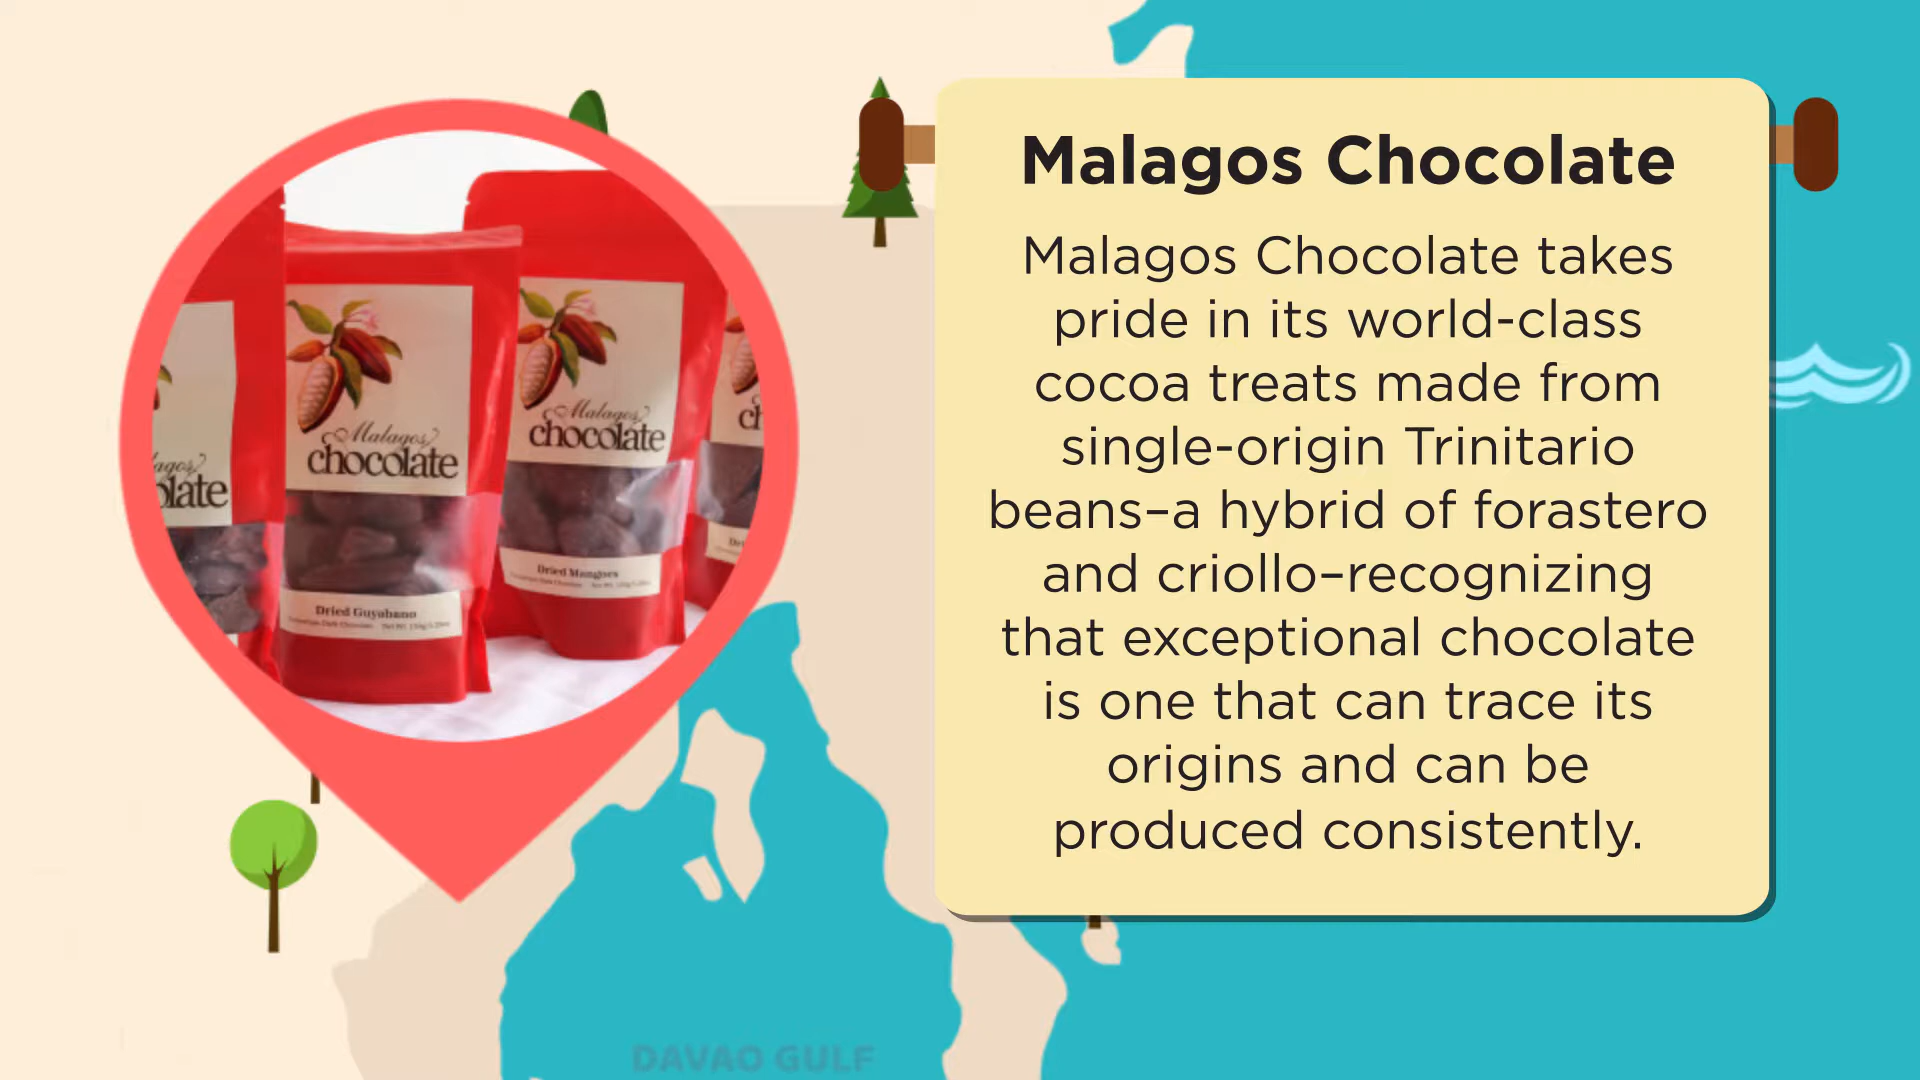 Malagos Chocolate
Malagos Chocolate takes
pride in its world-class
cocoa treats made from
single-origin Trinitario
beans–a hybrid of forastero
and criollo–recognizing
that exceptional chocolate
is one that can trace its
origins and can be
produced consistently.
Malagos
chocolate
Dried Guyabano
Malagos
chocolate
Dried Mangoes
DAVAO GULF